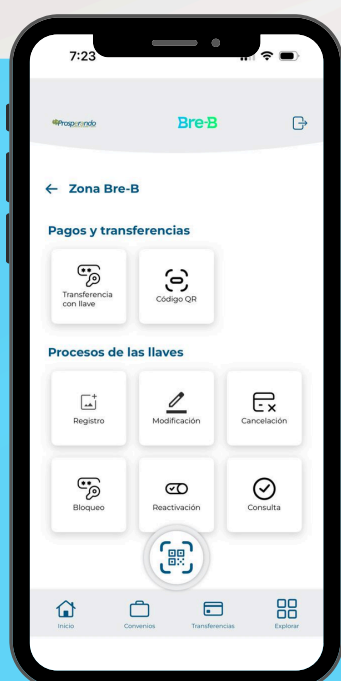 7:23
Prosperando
Bre-B
← Zona Bre-B
Pagos y transferencias
Transferencia
con llave
Código QR
Procesos de las llaves
Registro
Modificación
Cancelación
Bloqueo
Reactivación
Consulta
Inicio
Convenios
Transferencias
Explorar